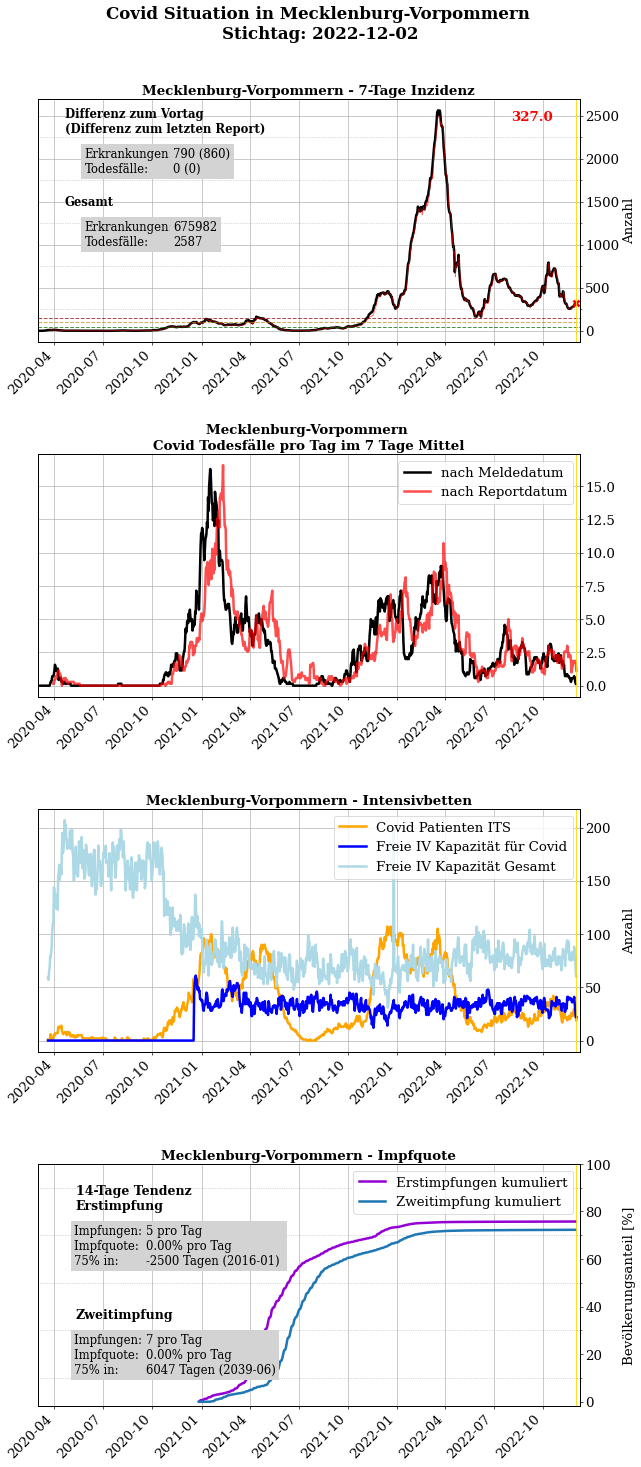 Covid Situation in Mecklenburg-Vorpommern
Stichtag: 2022-12-02
Mecklenburg-Vorpommern - 7-Tage Inzidenz
Differenz zum Vortag
(Differenz zum letzten Report)
Erkrankungen 790 (860)
Todesfälle: 0 (0)
Gesamt
Erkrankungen 675982
Todesfälle: 2587
327.0
2500
2000
1500
1000
500
0
Anzahl
2020-04 2020-07 2020-10 2021-01 2021-04 2021-07 2021-10 2022-01 2022-04 2022-07 2022-10
Mecklenburg-Vorpommern
Covid Todesfälle pro Tag im 7 Tage Mittel
nach Meldedatum
nach Reportdatum
15.0
12.5
10.0
7.5
5.0
2.5
0.0
2020-04 2020-07 2020-10 2021-01 2021-04 2021-07 2021-10 2022-01 2022-04 2022-07 2022-10
Mecklenburg-Vorpommern - Intensivbetten
Covid Patienten ITS
Freie IV Kapazität für Covid
Freie IV Kapazität Gesamt
200
150
100
50
0
Anzahl
2020-04 2020-07 2020-10 2021-01 2021-04 2021-07 2021-10 2022-01 2022-04 2022-07 2022-10
Mecklenburg-Vorpommern - Impfquote
14-Tage Tendenz
Erstimpfung
Impfungen: 5 pro Tag
Impfquote: 0.00% pro Tag
75% in: -2500 Tagen (2016-01)
Zweitimpfung
Impfungen: 7 pro Tag
Impfquote: 0.00% pro Tag
75% in: 6047 Tagen (2039-06)
Erstimpfungen kumuliert
Zweitimpfung kumuliert
100
80
60
40
20
0
Bevölkerungsanteil [%]
2020-04 2020-07 2020-10 2021-01 2021-04 2021-07 2021-10 2022-01 2022-04 2022-07 2022-10